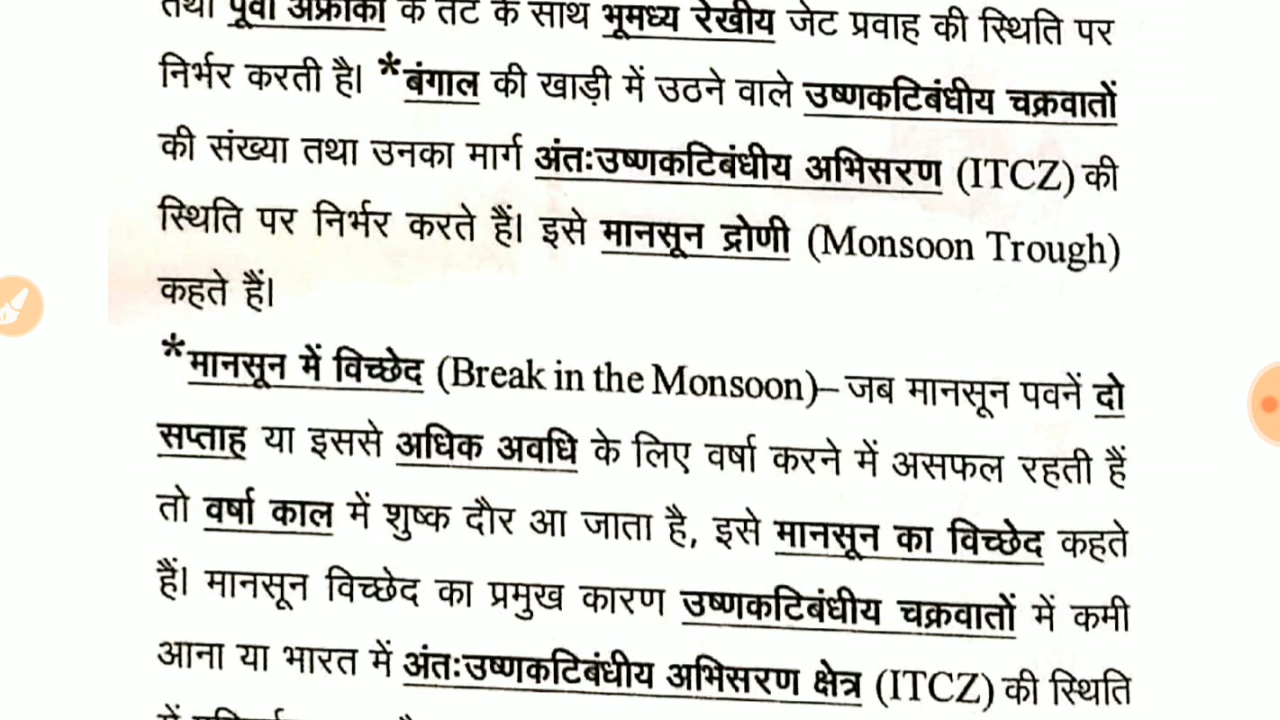 तथा पूर्वी अफ्रीका के तट के साथ भूमध्य रेखीय जेट प्रवाह की स्थिति पर
निर्भर करती है। *बंगाल की खाड़ी में उठने वाले उष्णकटिबंधीय चक्रवातों
की संख्या तथा उनका मार्ग अंतःउष्णकटिबंधीय अभिसरण (ITCZ) की
स्थिति पर निर्भर करते हैं। इसे मानसून द्रोणी (Monsoon Trough)
कहते हैं।
*मानसून में विच्छेद (Break in the Monsoon)– जब मानसून पवनें दो
सप्ताह या इससे अधिक अवधि के लिए वर्षा करने में असफल रहती हैं
तो वर्षा काल में शुष्क दौर आ जाता है, इसे मानसून का विच्छेद कहते
हैं। मानसून विच्छेद का प्रमुख कारण उष्णकटिबंधीय चक्रवातों में कमी
आना या भारत में अंतःउष्णकटिबंधीय अभिसरण क्षेत्र (ITCZ) की स्थिति
में